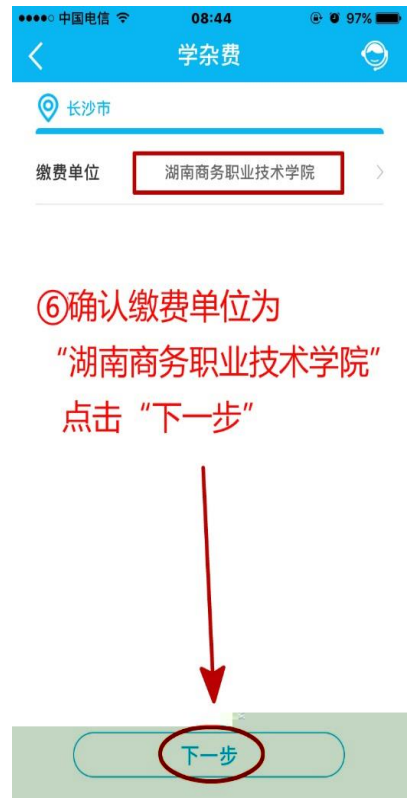 中国电信 08:44 97%
学杂费
长沙市
缴费单位 湖南商务职业技术学院
⑥确认缴费单位为
“湖南商务职业技术学院”
点击“下一步”
下一步